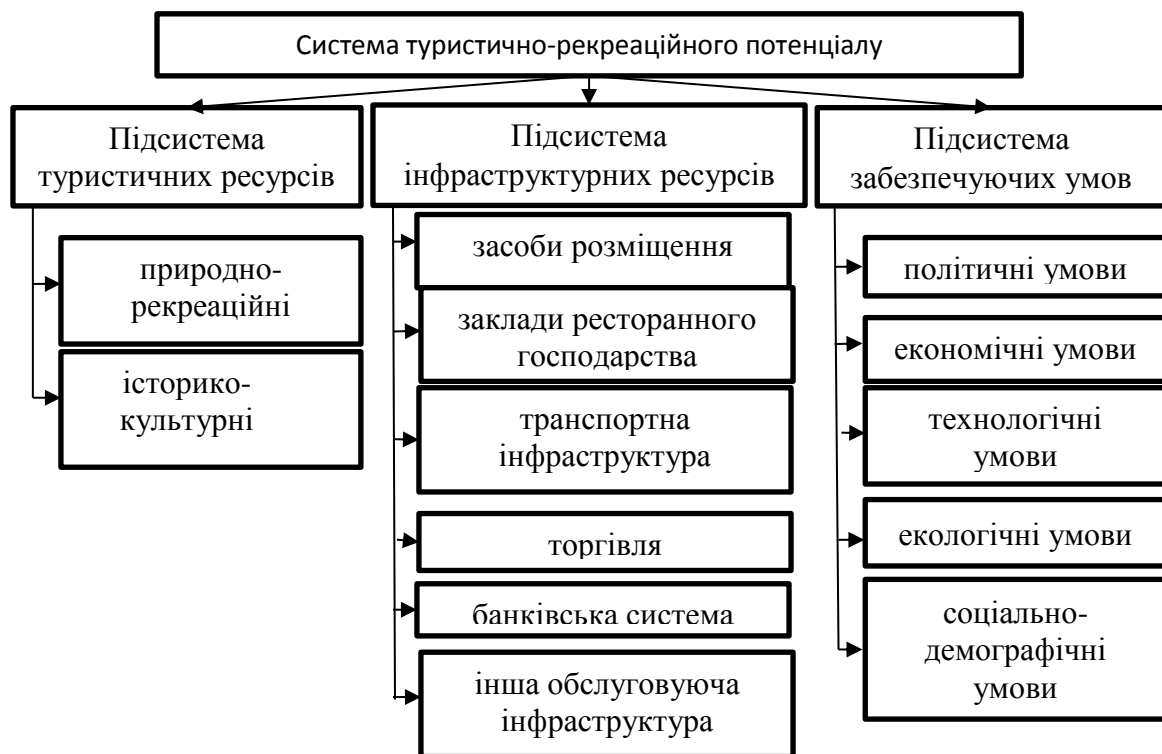 Система туристично-рекреаційного потенціалу
Підсистема
туристичних ресурсів
природно-
рекреаційні
історико-
культурні
Підсистема
інфраструктурних ресурсів
засоби розміщення
заклади ресторанного
господарства
транспортна
інфраструктура
торгівля
банківська система
інша обслуговуюча
інфраструктура
Підсистема
забезпечуючих умов
політичні умови
економічні умови
технологічні
умови
екологічні умови
соціально-
демографічні
умови